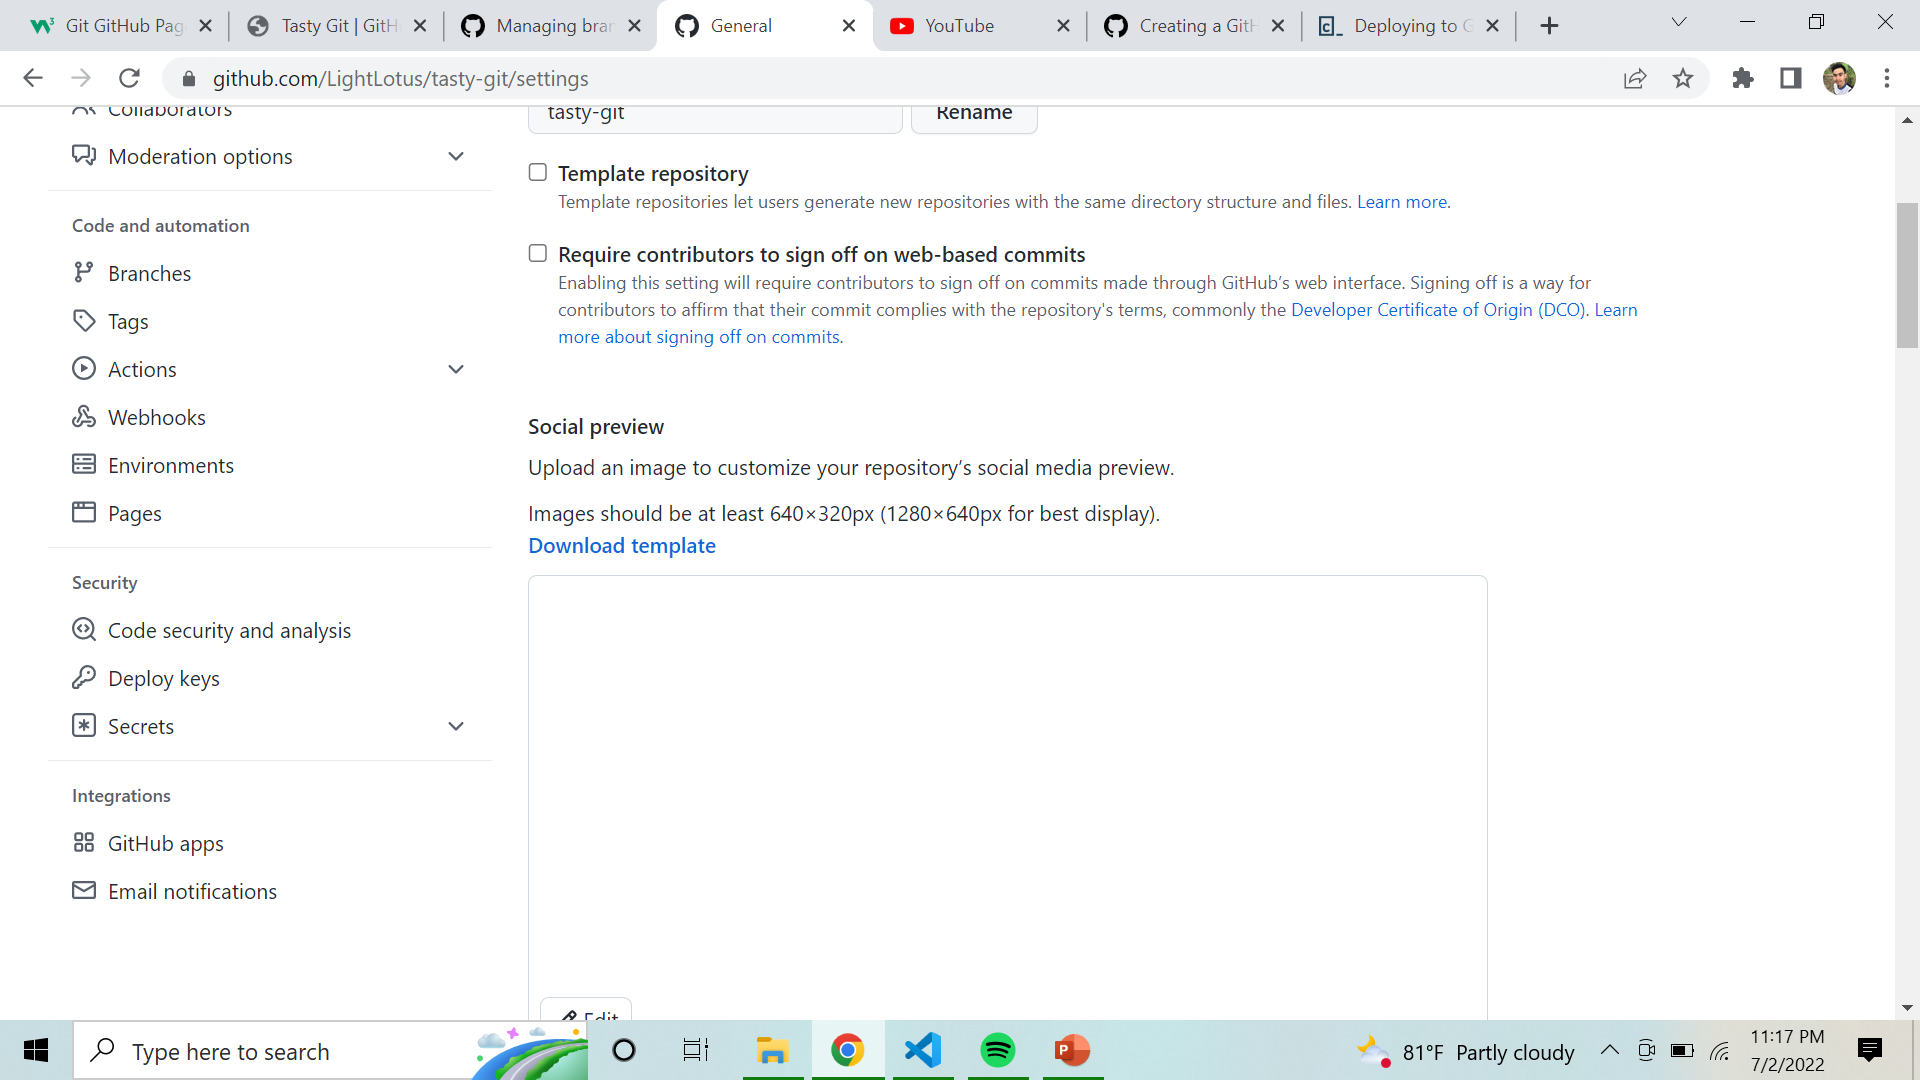 Git GitHub Pag
Tasty Git | GitH
Managing bran
General
YouTube
Creating a GitH
Deploying to G
github.com/LightLotus/tasty-git/settings
Collaborators
Moderation options
Code and automation
Branches
Tags
Actions
Webhooks
Environments
Pages
Security
Code security and analysis
Deploy keys
Secrets
Integrations
GitHub apps
Email notifications
tasty-git
Rename
Template repository
Template repositories let users generate new repositories with the same directory structure and files. Learn more.
Require contributors to sign off on web-based commits
Enabling this setting will require contributors to sign off on commits made through GitHub’s web interface. Signing off is a way for
contributors to affirm that their commit complies with the repository's terms, commonly the Developer Certificate of Origin (DCO). Learn
more about signing off on commits.
Social preview
Upload an image to customize your repository’s social media preview.
Images should be at least 640×320px (1280×640px for best display).
Download template
Edit
Type here to search
81°F Partly cloudy
11:17 PM
7/2/2022